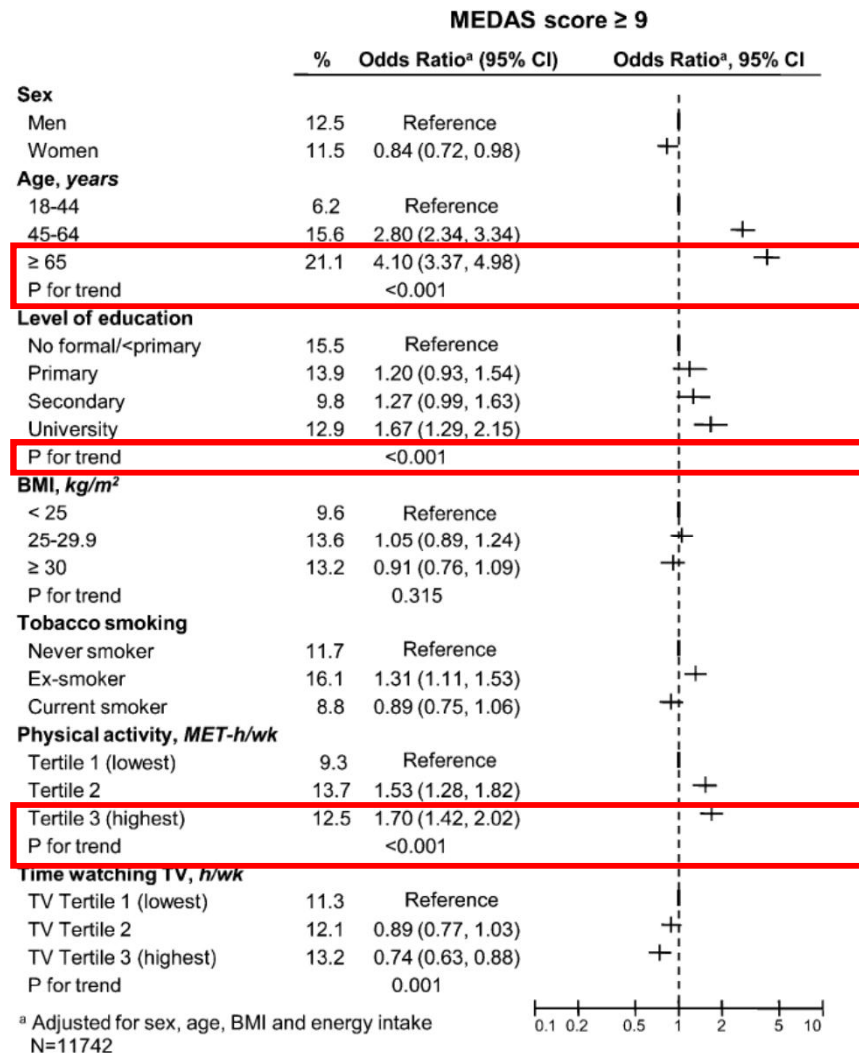 MEDAS score ≥ 9
% Odds Ratioᵃ (95% CI) Odds Ratioᵃ, 95% CI
Sex
Men 12.5 Reference
Women 11.5 0.84 (0.72, 0.98)
Age, years
18-44 6.2 Reference
45-64 15.6 2.80 (2.34, 3.34)
≥ 65 21.1 4.10 (3.37, 4.98)
P for trend <0.001
Level of education
No formal/<primary 15.5 Reference
Primary 13.9 1.20 (0.93, 1.54)
Secondary 9.8 1.27 (0.99, 1.63)
University 12.9 1.67 (1.29, 2.15)
P for trend <0.001
BMI, kg/m²
< 25 9.6 Reference
25-29.9 13.6 1.05 (0.89, 1.24)
≥ 30 13.2 0.91 (0.76, 1.09)
P for trend 0.315
Tobacco smoking
Never smoker 11.7 Reference
Ex-smoker 16.1 1.31 (1.11, 1.53)
Current smoker 8.8 0.89 (0.75, 1.06)
Physical activity, MET-h/wk
Tertile 1 (lowest) 9.3 Reference
Tertile 2 13.7 1.53 (1.28, 1.82)
Tertile 3 (highest) 12.5 1.70 (1.42, 2.02)
P for trend <0.001
Time watching TV, h/wk
TV Tertile 1 (lowest) 11.3 Reference
TV Tertile 2 12.1 0.89 (0.77, 1.03)
TV Tertile 3 (highest) 13.2 0.74 (0.63, 0.88)
P for trend 0.001
0.1 0.2 0.5 1 2 5 10
ᵃ Adjusted for sex, age, BMI and energy intake
N=11742